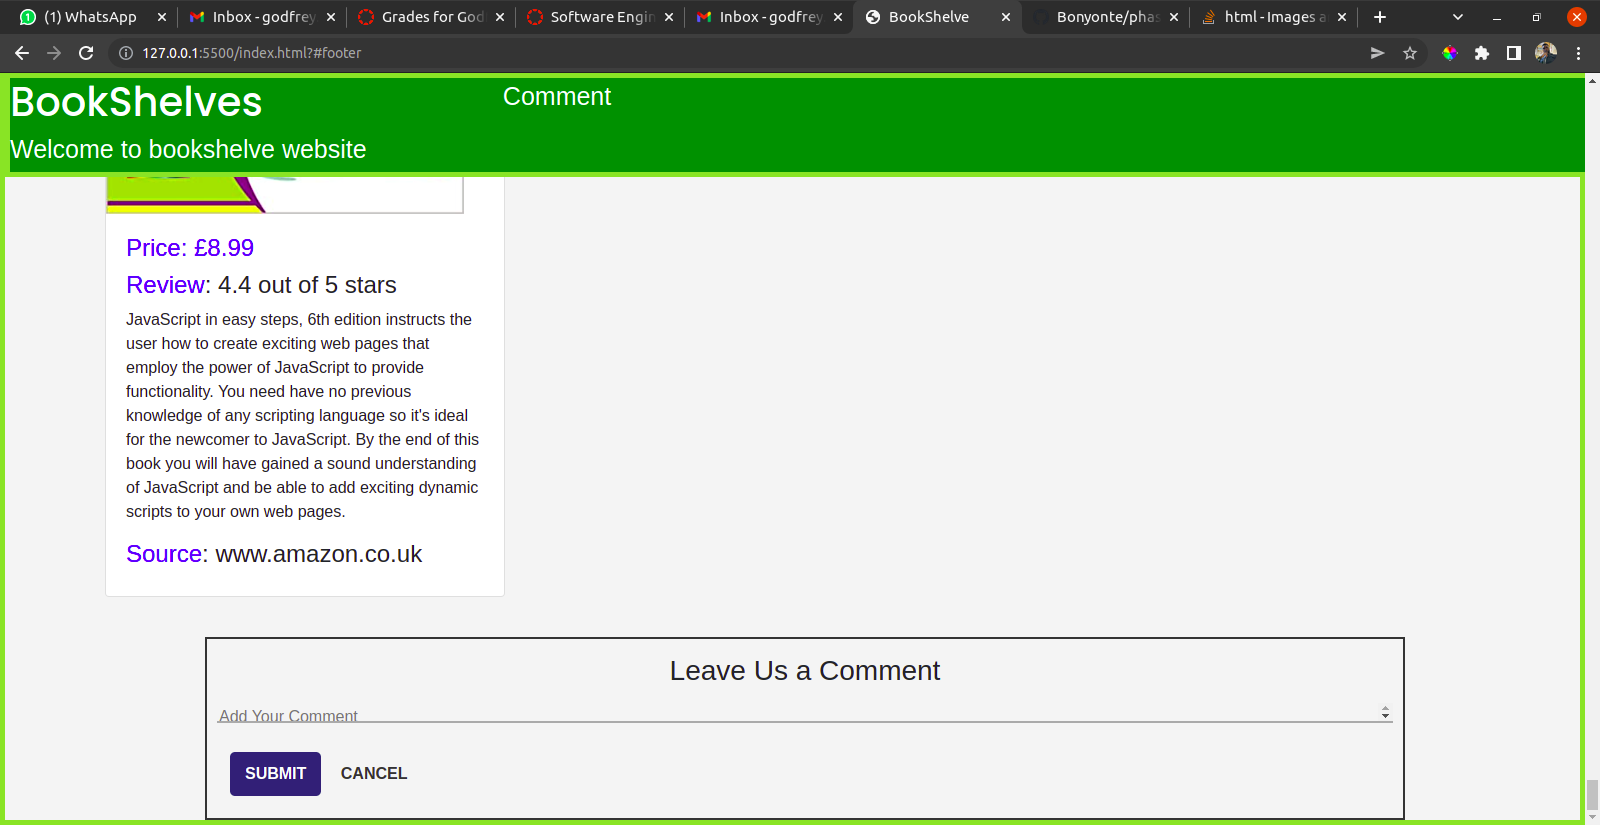 (1) WhatsApp
Inbox - godfrey
Grades for God
Software Engin
Inbox - godfrey
BookShelve
Bonyonte/phas
html - Images a
127.0.0.1:5500/index.html?#footer
BookShelves
Comment
Welcome to bookshelve website
Price: £8.99
Review: 4.4 out of 5 stars
JavaScript in easy steps, 6th edition instructs the
user how to create exciting web pages that
employ the power of JavaScript to provide
functionality. You need have no previous
knowledge of any scripting language so it's ideal
for the newcomer to JavaScript. By the end of this
book you will have gained a sound understanding
of JavaScript and be able to add exciting dynamic
scripts to your own web pages.
Source: www.amazon.co.uk
Leave Us a Comment
Add Your Comment
SUBMIT
CANCEL